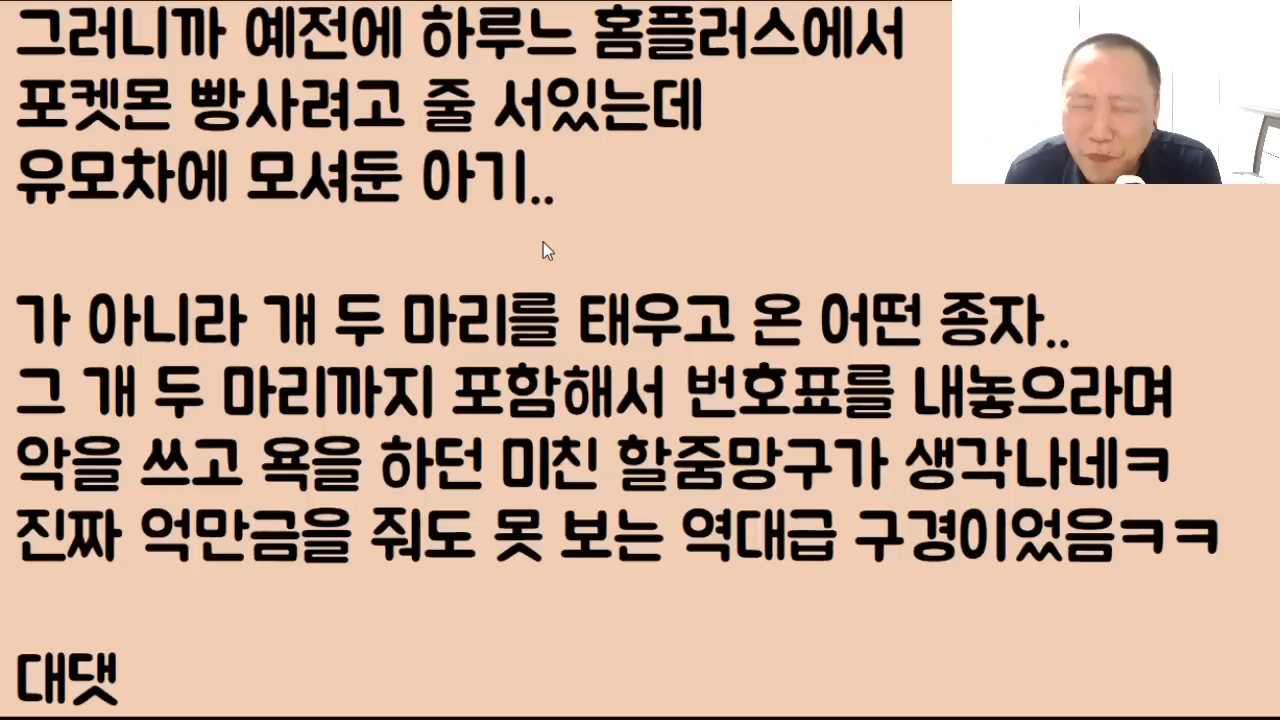 그러니까 예전에 하루느 홈플러스에서
포켓몬 빵사려고 줄 서있는데
유모차에 모셔둔 아기..
가 아니라 개 두 마리를 태우고 온 어떤 종자..
그 개 두 마리까지 포함해서 번호표를 내놓으라며
악을 쓰고 욕을 하던 미친 할줌망구가 생각나네ㅋ
진짜 억만금을 줘도 못 보는 역대급 구경이었음ㅋㅋ
대댓